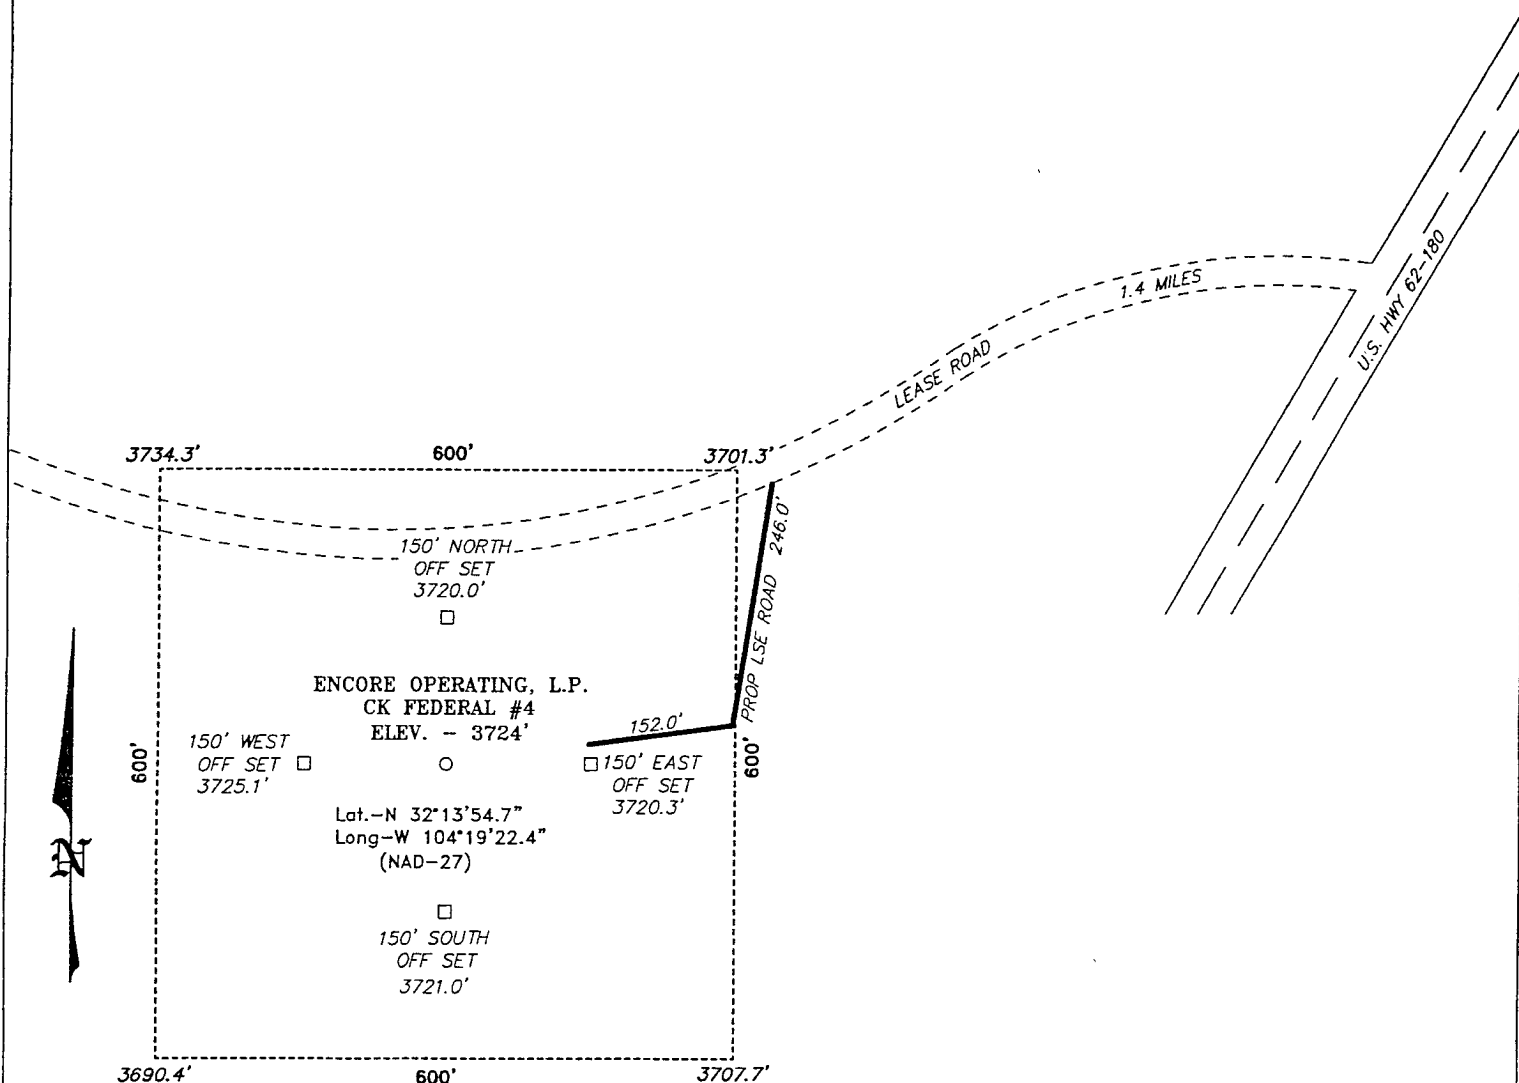 U.S. HWY 62-180
1.4 MILES
LEASE ROAD
3734.3'
600'
3701.3'
246.0'
PROP LSE ROAD
150' NORTH
OFF SET
3720.0'
ENCORE OPERATING, L.P.
CK FEDERAL #4
ELEV. - 3724'
152.0'
150' WEST
OFF SET
3725.1'
600'
150' EAST
OFF SET
3720.3'
600'
Lat.-N 32°13'54.7"
Long-W 104°19'22.4"
(NAD-27)
N
150' SOUTH
OFF SET
3721.0'
3690.4'
600'
3707.7'